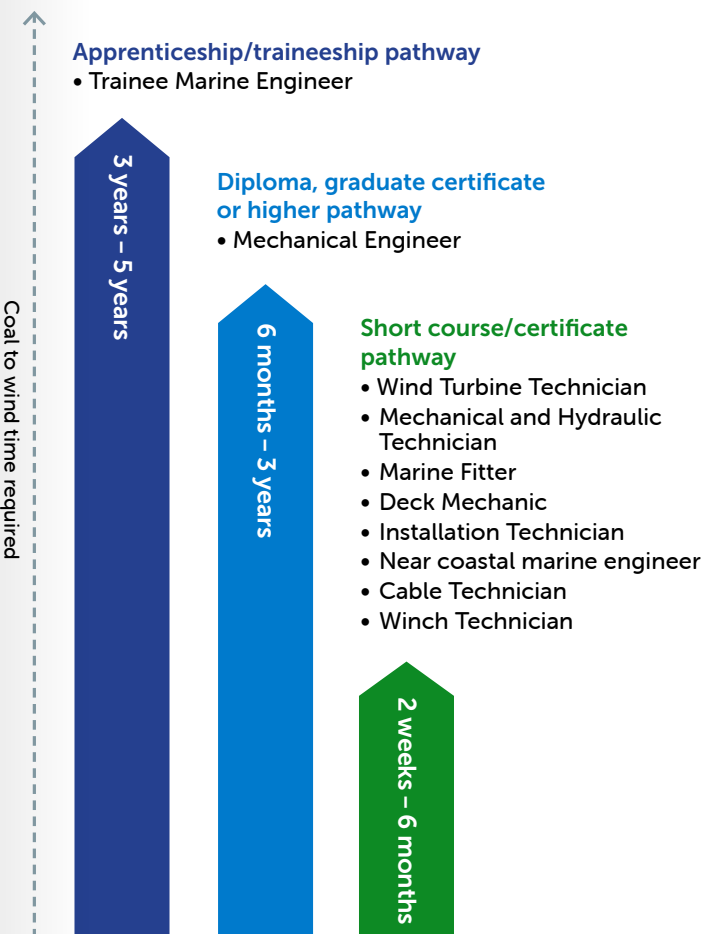 Apprenticeship/traineeship pathway
• Trainee Marine Engineer
3 years – 5 years
Diploma, graduate certificate
or higher pathway
• Mechanical Engineer
6 months – 3 years
Short course/certificate
pathway
• Wind Turbine Technician
• Mechanical and Hydraulic
Technician
• Marine Fitter
• Deck Mechanic
• Installation Technician
• Near coastal marine engineer
• Cable Technician
• Winch Technician
2 weeks – 6 months
Coal to wind time required